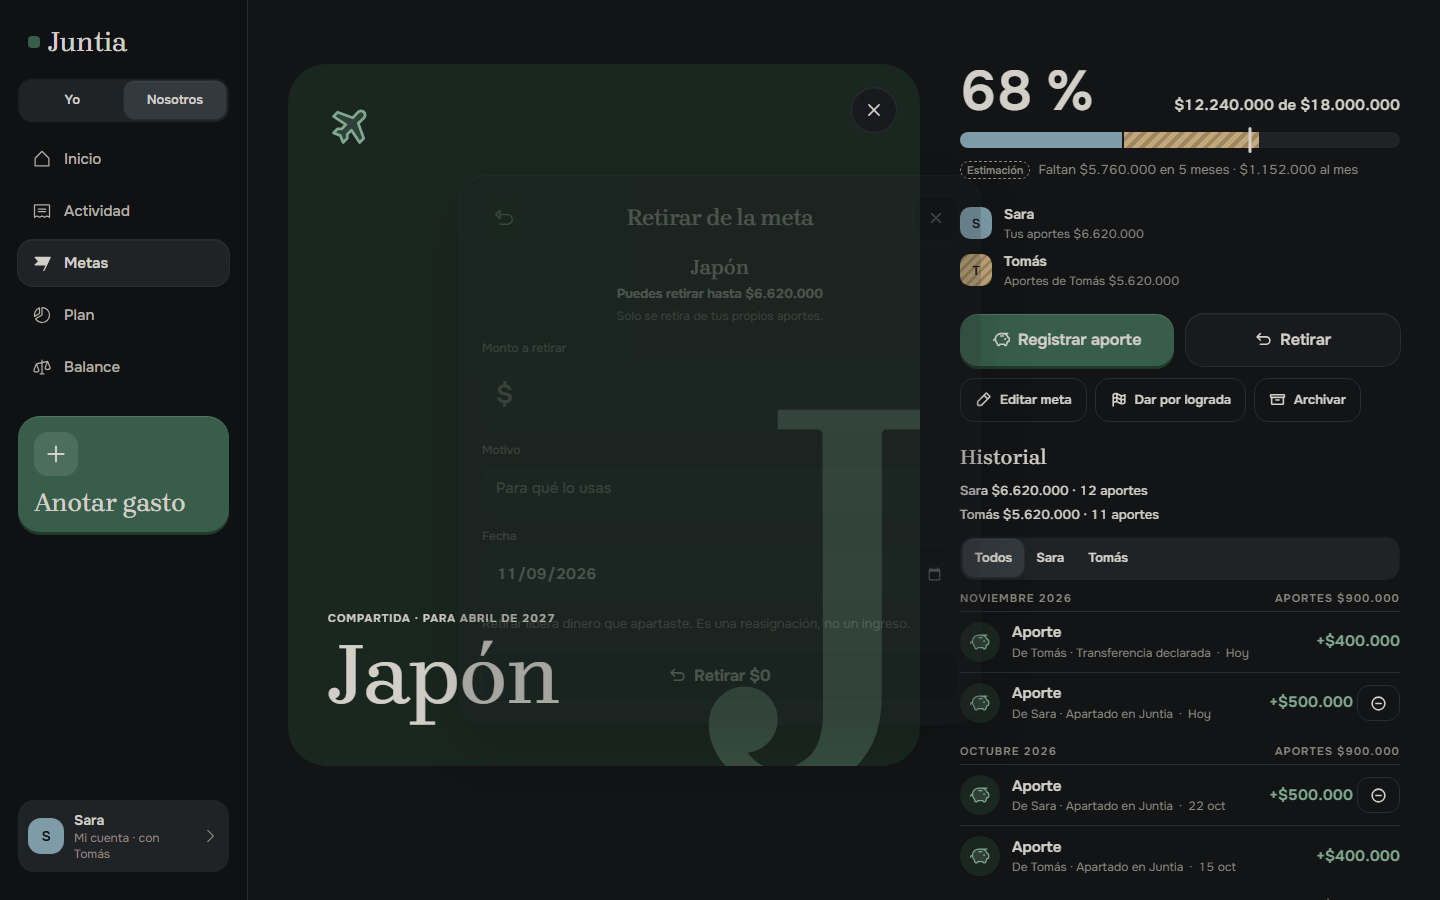 Juntia
Yo
Nosotros
Inicio
Actividad
Metas
Plan
Balance
Anotar gasto
S
Sara
Mi cuenta · con
Tomás
Retirar de la meta
Japón
Puedes retirar hasta $6.620.000
Solo se retira de tus propios aportes.
Monto a retirar
$
Motivo
Para qué lo usas
Fecha
11/09/2026
Retirar libera dinero que apartaste. Es una reasignación, no un ingreso.
Retirar $0
COMPARTIDA · PARA ABRIL DE 2027
Japón
J
68 %
$12.240.000 de $18.000.000
Estimación
Faltan $5.760.000 en 5 meses · $1.152.000 al mes
S
Sara
Tus aportes $6.620.000
T
Tomás
Aportes de Tomás $5.620.000
Registrar aporte
Retirar
Editar meta
Dar por lograda
Archivar
Historial
Sara $6.620.000 · 12 aportes
Tomás $5.620.000 · 11 aportes
Todos
Sara
Tomás
NOVIEMBRE 2026
APORTES $900.000
Aporte
De Tomás · Transferencia declarada · Hoy
+$400.000
Aporte
De Sara · Apartado en Juntia · Hoy
+$500.000
OCTUBRE 2026
APORTES $900.000
Aporte
De Sara · Apartado en Juntia · 22 oct
+$500.000
Aporte
De Tomás · Apartado en Juntia · 15 oct
+$400.000